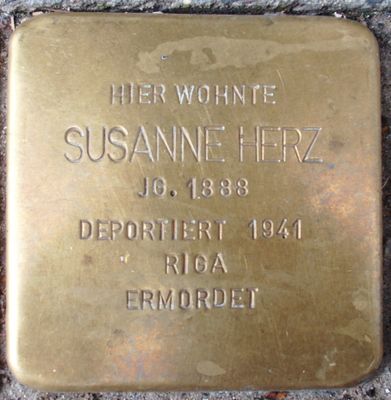 HIER WOHNTE
SUSANNE HERZ
JG. 1888
DEPORTIERT 1941
RIGA
ERMORDET